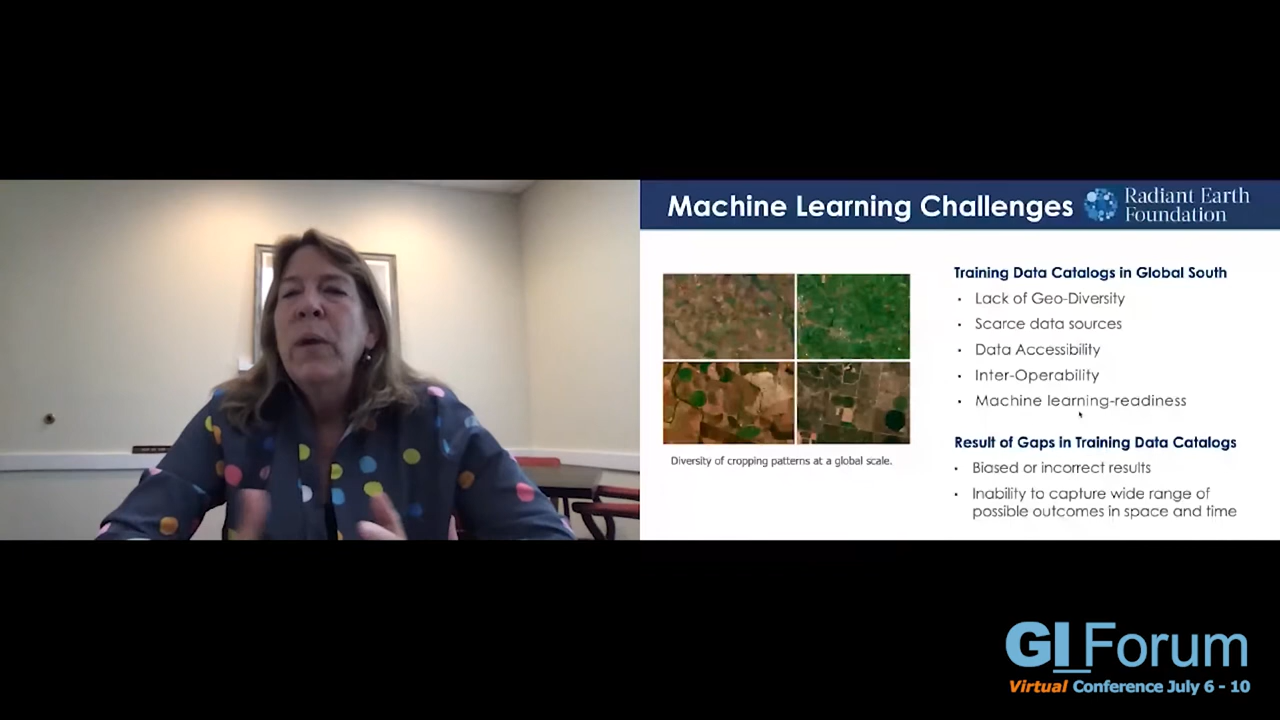 Machine Learning Challenges
Radiant Earth
Foundation
Training Data Catalogs in Global South
• Lack of Geo-Diversity
• Scarce data sources
• Data Accessibility
• Inter-Operability
• Machine learning-readiness
Diversity of cropping patterns at a global scale.
Result of Gaps in Training Data Catalogs
• Biased or incorrect results
• Inability to capture wide range of
possible outcomes in space and time
GI_Forum
Virtual Conference July 6 - 10